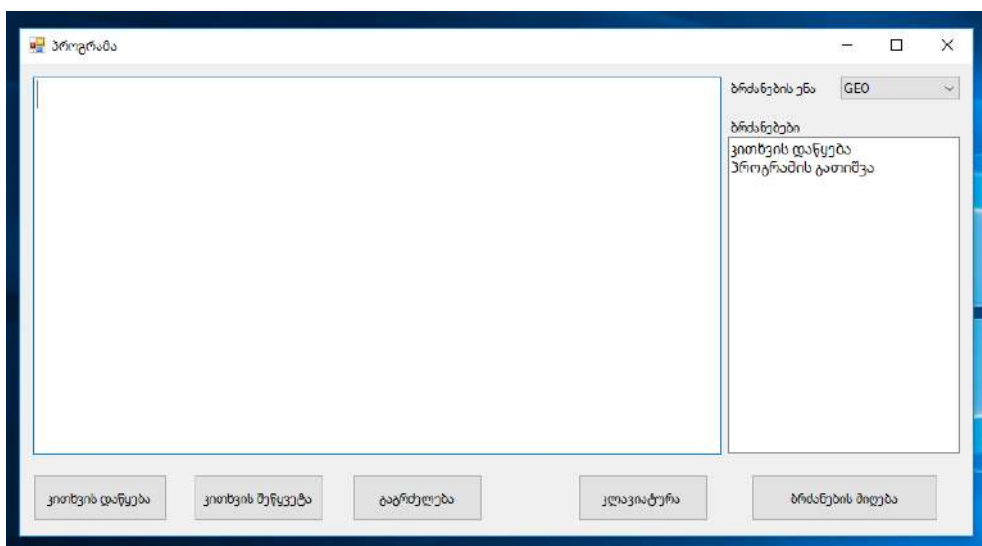 პროგრამა
ბრძანების ენა
GEO
ბრძანებები
კითხვის დაწყება
პროგრამის გათიშვა
კითხვის დაწყება
კითხვის შეწყვეტა
გაგრძელება
კლავიატურა
ბრძანების მიღება